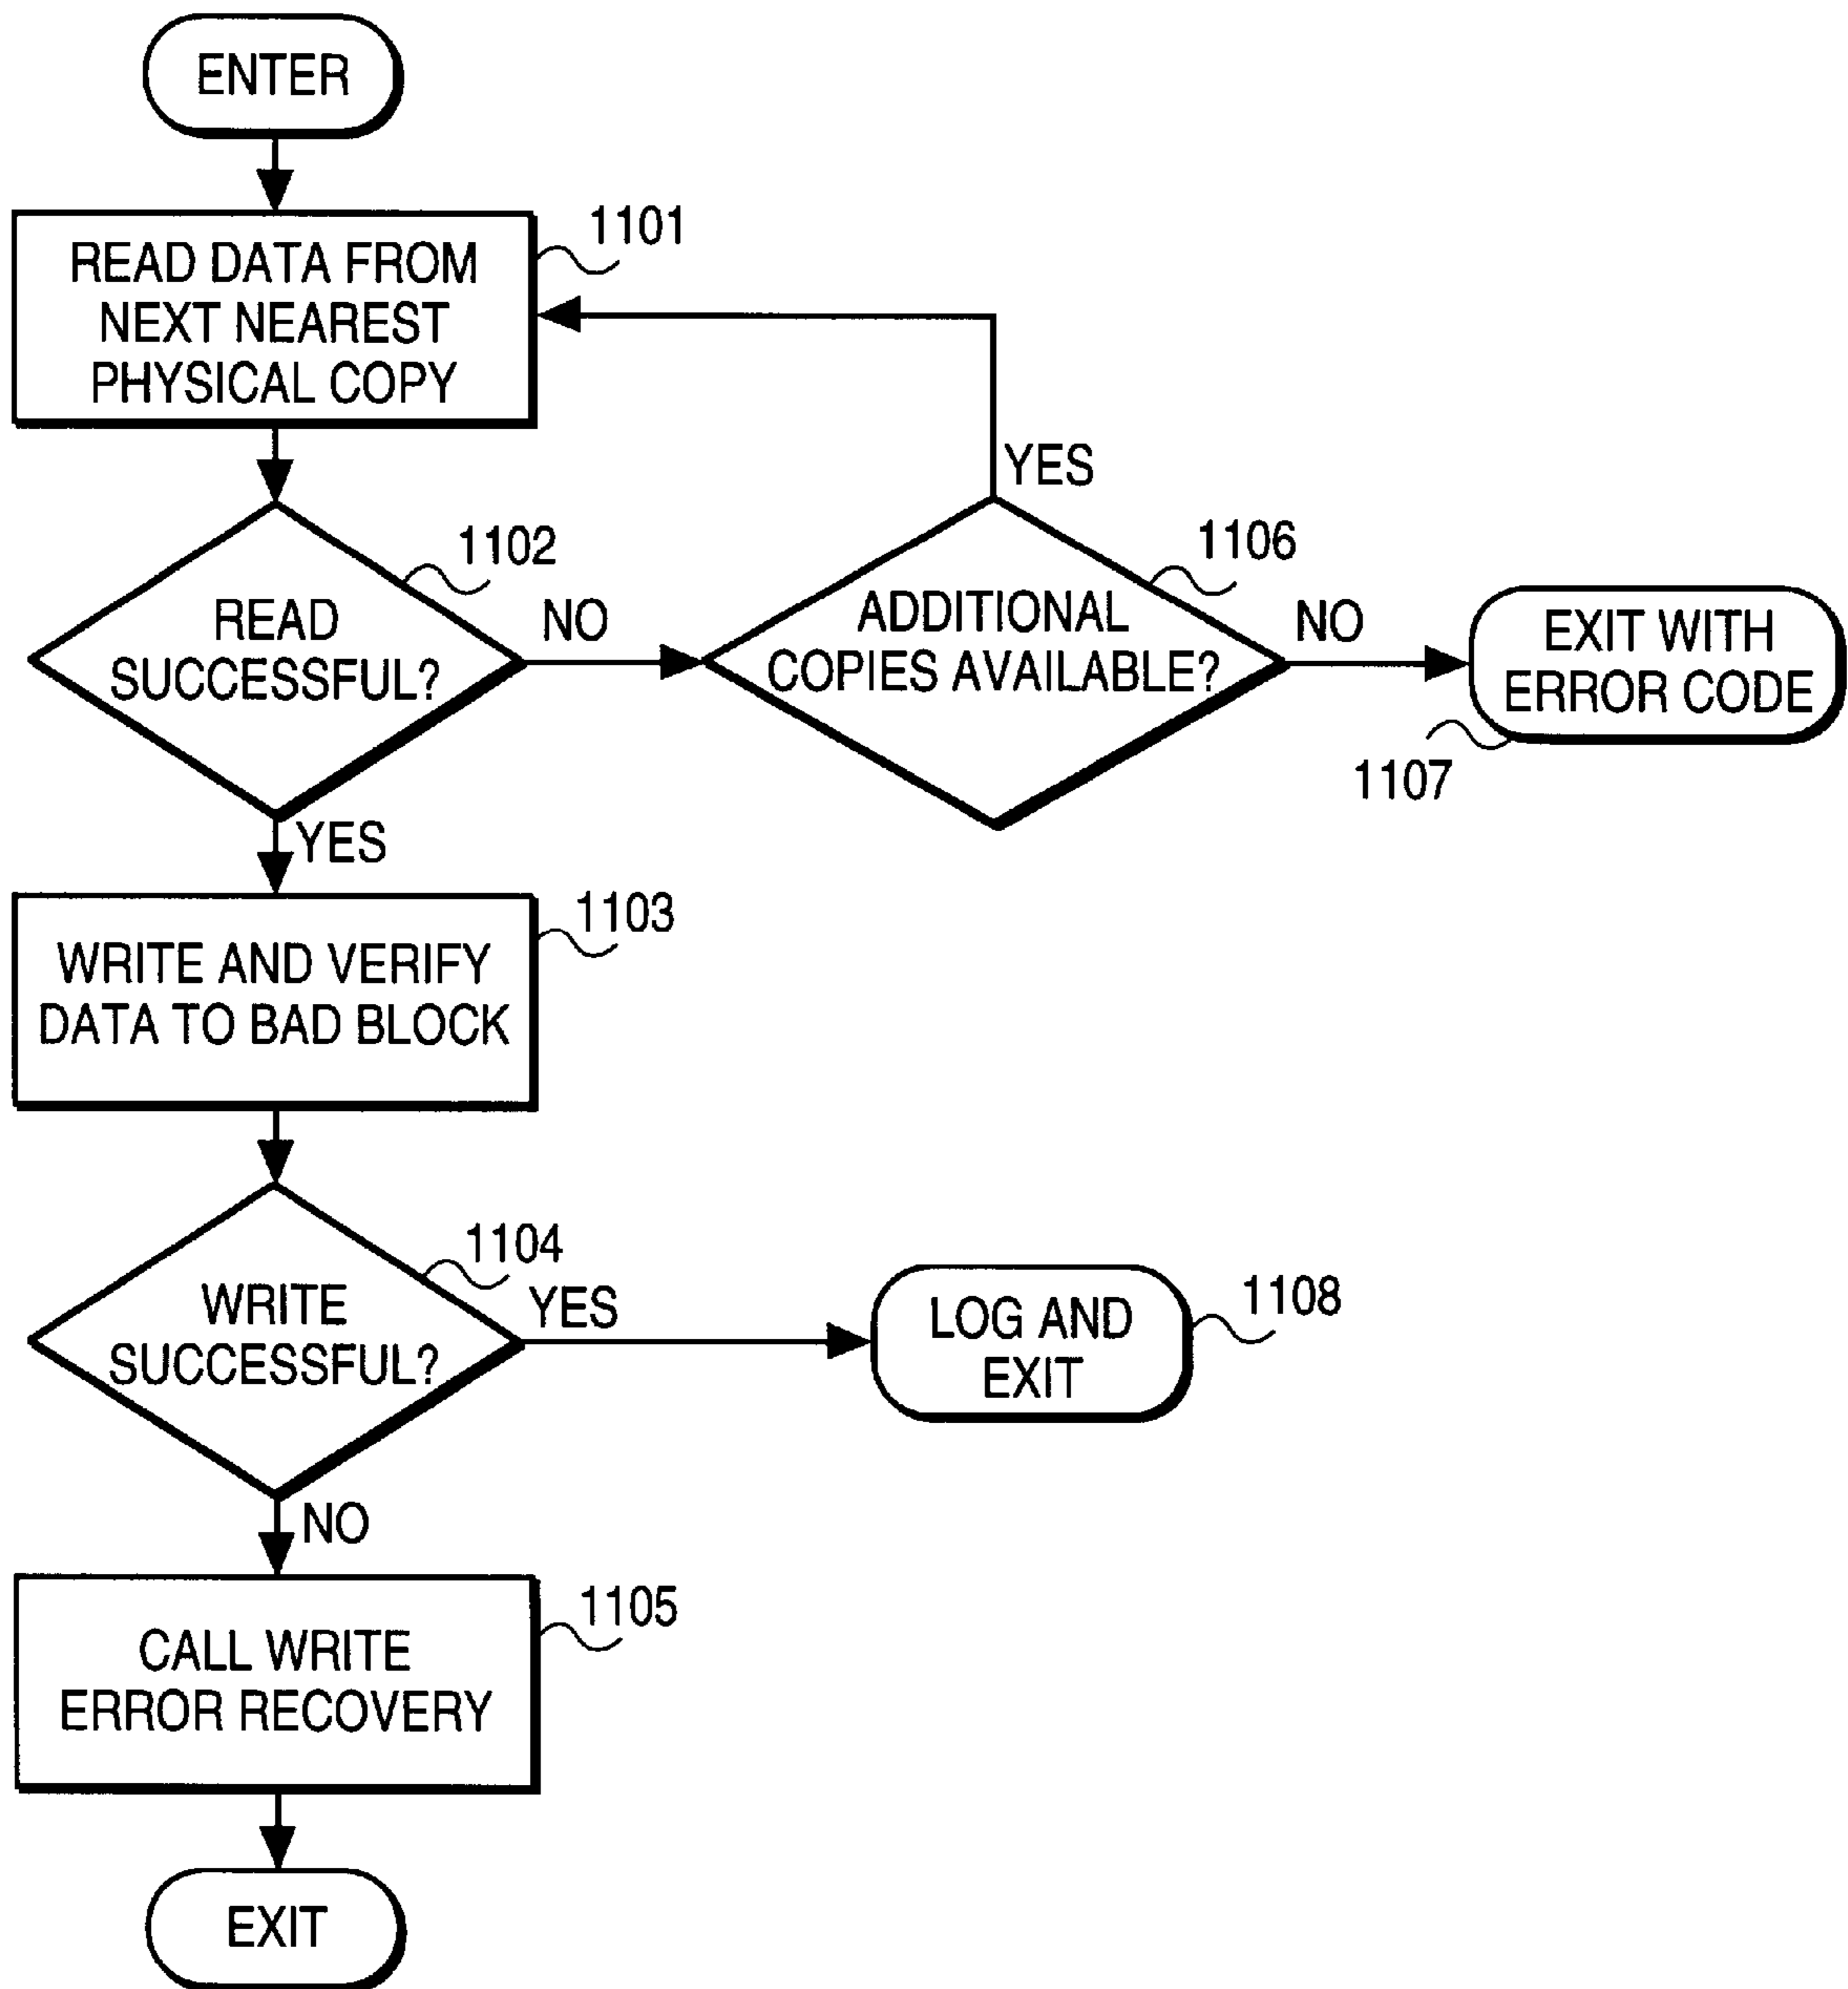 ENTER
1101
READ DATA FROM
NEXT NEAREST
PHYSICAL COPY
YES
1102
1106
READ
SUCCESSFUL?
NO
ADDITIONAL
COPIES AVAILABLE?
NO
EXIT WITH
ERROR CODE
1107
YES
1103
WRITE AND VERIFY
DATA TO BAD BLOCK
1104
WRITE
SUCCESSFUL?
YES
LOG AND
EXIT
1108
NO
1105
CALL WRITE
ERROR RECOVERY
EXIT